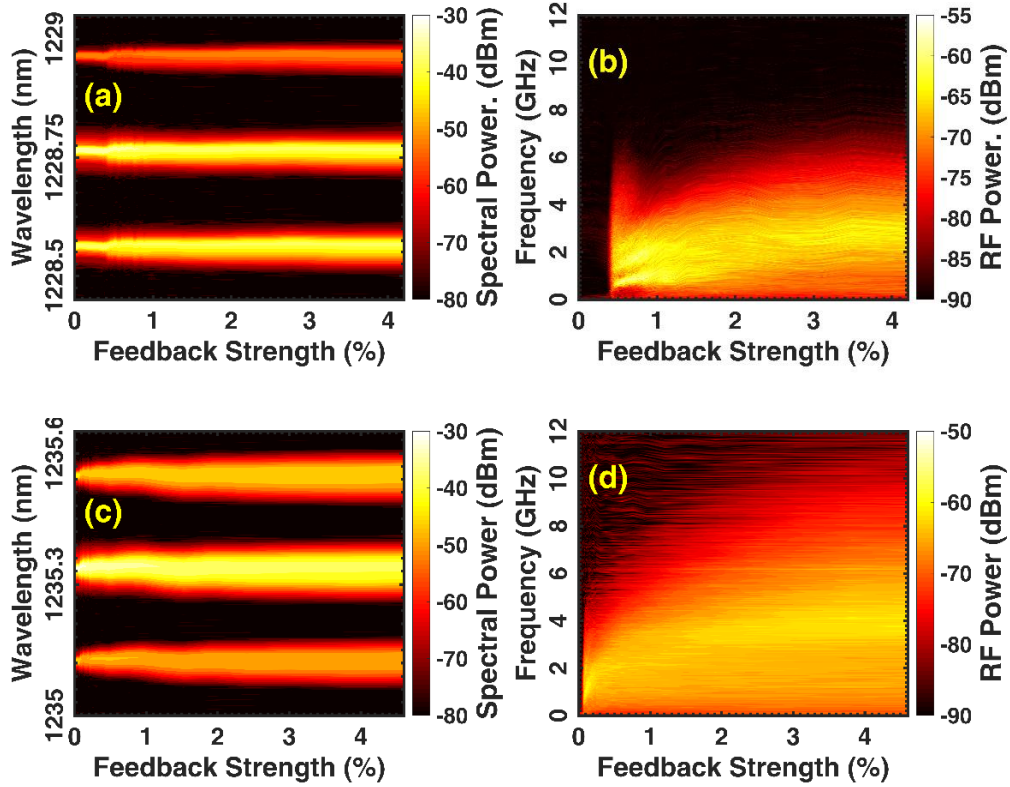 (a)
Wavelength (nm)
1229
1228.75
1228.5
0 1 2 3 4
Feedback Strength (%)
-30
-40
-50
-60
-70
-80
Spectral Power. (dBm)
(b)
Frequency (GHz)
12
10
8
6
4
2
0
0 1 2 3 4
Feedback Strength (%)
-55
-60
-65
-70
-75
-80
-85
-90
RF Power. (dBm)
(c)
Wavelength (nm)
1235.6
1235.3
1235
0 1 2 3 4
Feedback Strength (%)
-30
-40
-50
-60
-70
-80
Spectral Power (dBm)
(d)
Frequency (GHz)
12
10
8
6
4
2
0
0 1 2 3 4
Feedback Strength (%)
-50
-60
-70
-80
-90
RF Power (dBm)